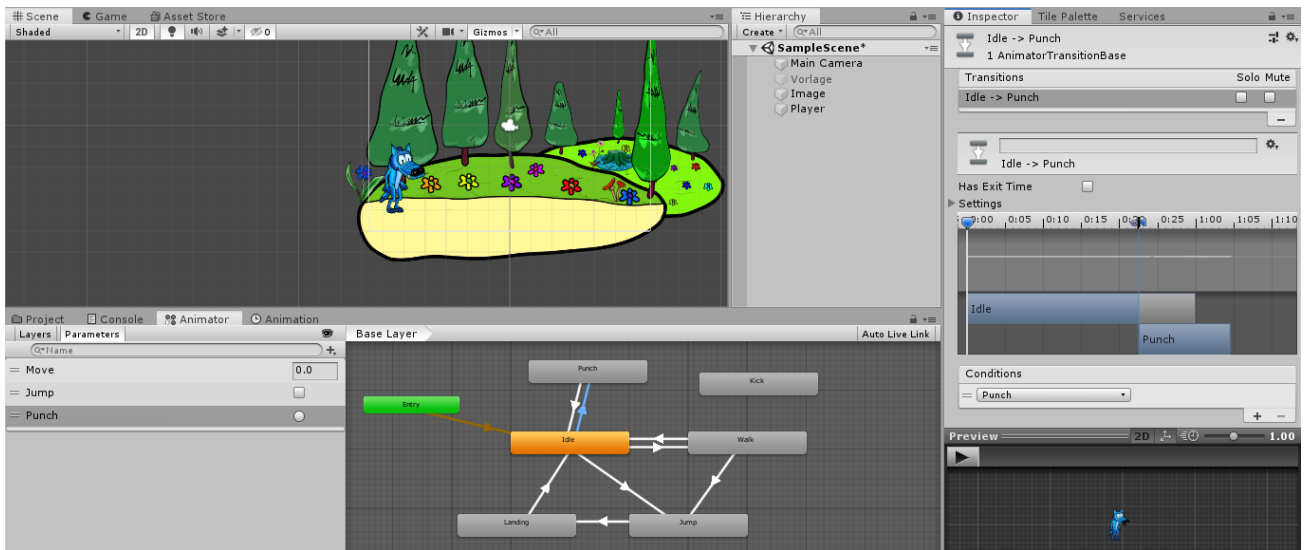 Scene Game Asset Store
Shaded 2D 0 Gizmos All
Hierarchy
Create All
SampleScene*
Main Camera
Vorlage
Image
Player
Inspector Tile Palette Services
Idle -> Punch
1 AnimatorTransitionBase
Transitions Solo Mute
Idle -> Punch
Idle -> Punch
Has Exit Time
Settings
0:05 0:10 0:15 0:25 1:00 1:05 1:10
Idle
Punch
Conditions
Punch
+ −
Preview 2D 1.00
Project Console Animator Animation
Layers Parameters Base Layer Auto Live Link
Name
Move 0.0
Jump
Punch
Punch
Kick
Entry
Idle
Walk
Landing
Jump